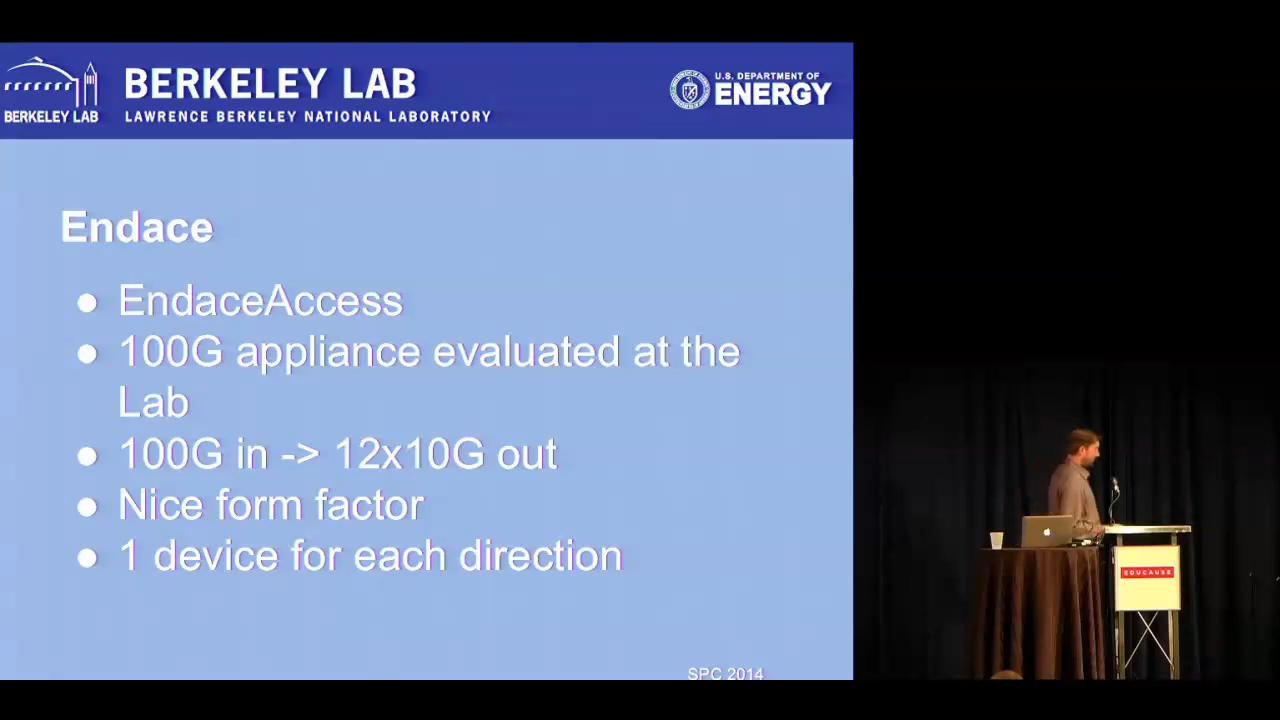 BERKELEY LAB
BERKELEY LAB
LAWRENCE BERKELEY NATIONAL LABORATORY
U.S. DEPARTMENT OF
ENERGY
Endace
● EndaceAccess
● 100G appliance evaluated at the
Lab
● 100G in -> 12x10G out
● Nice form factor
● 1 device for each direction
SPC 2014
EDUCAUSE